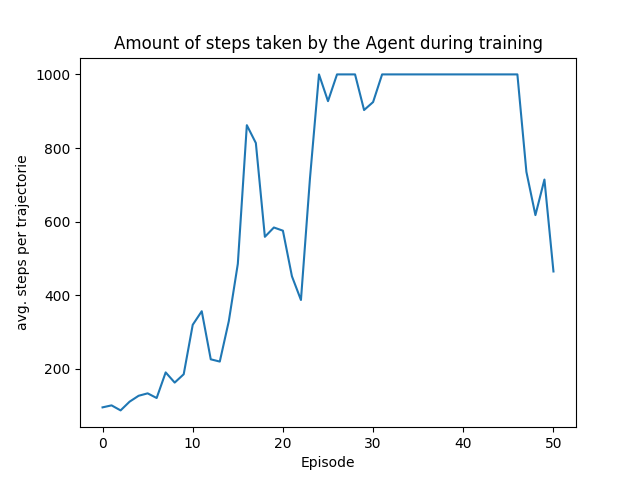 Amount of steps taken by the Agent during training
avg. steps per trajectorie
1000
800
600
400
200
0 10 20 30 40 50
Episode